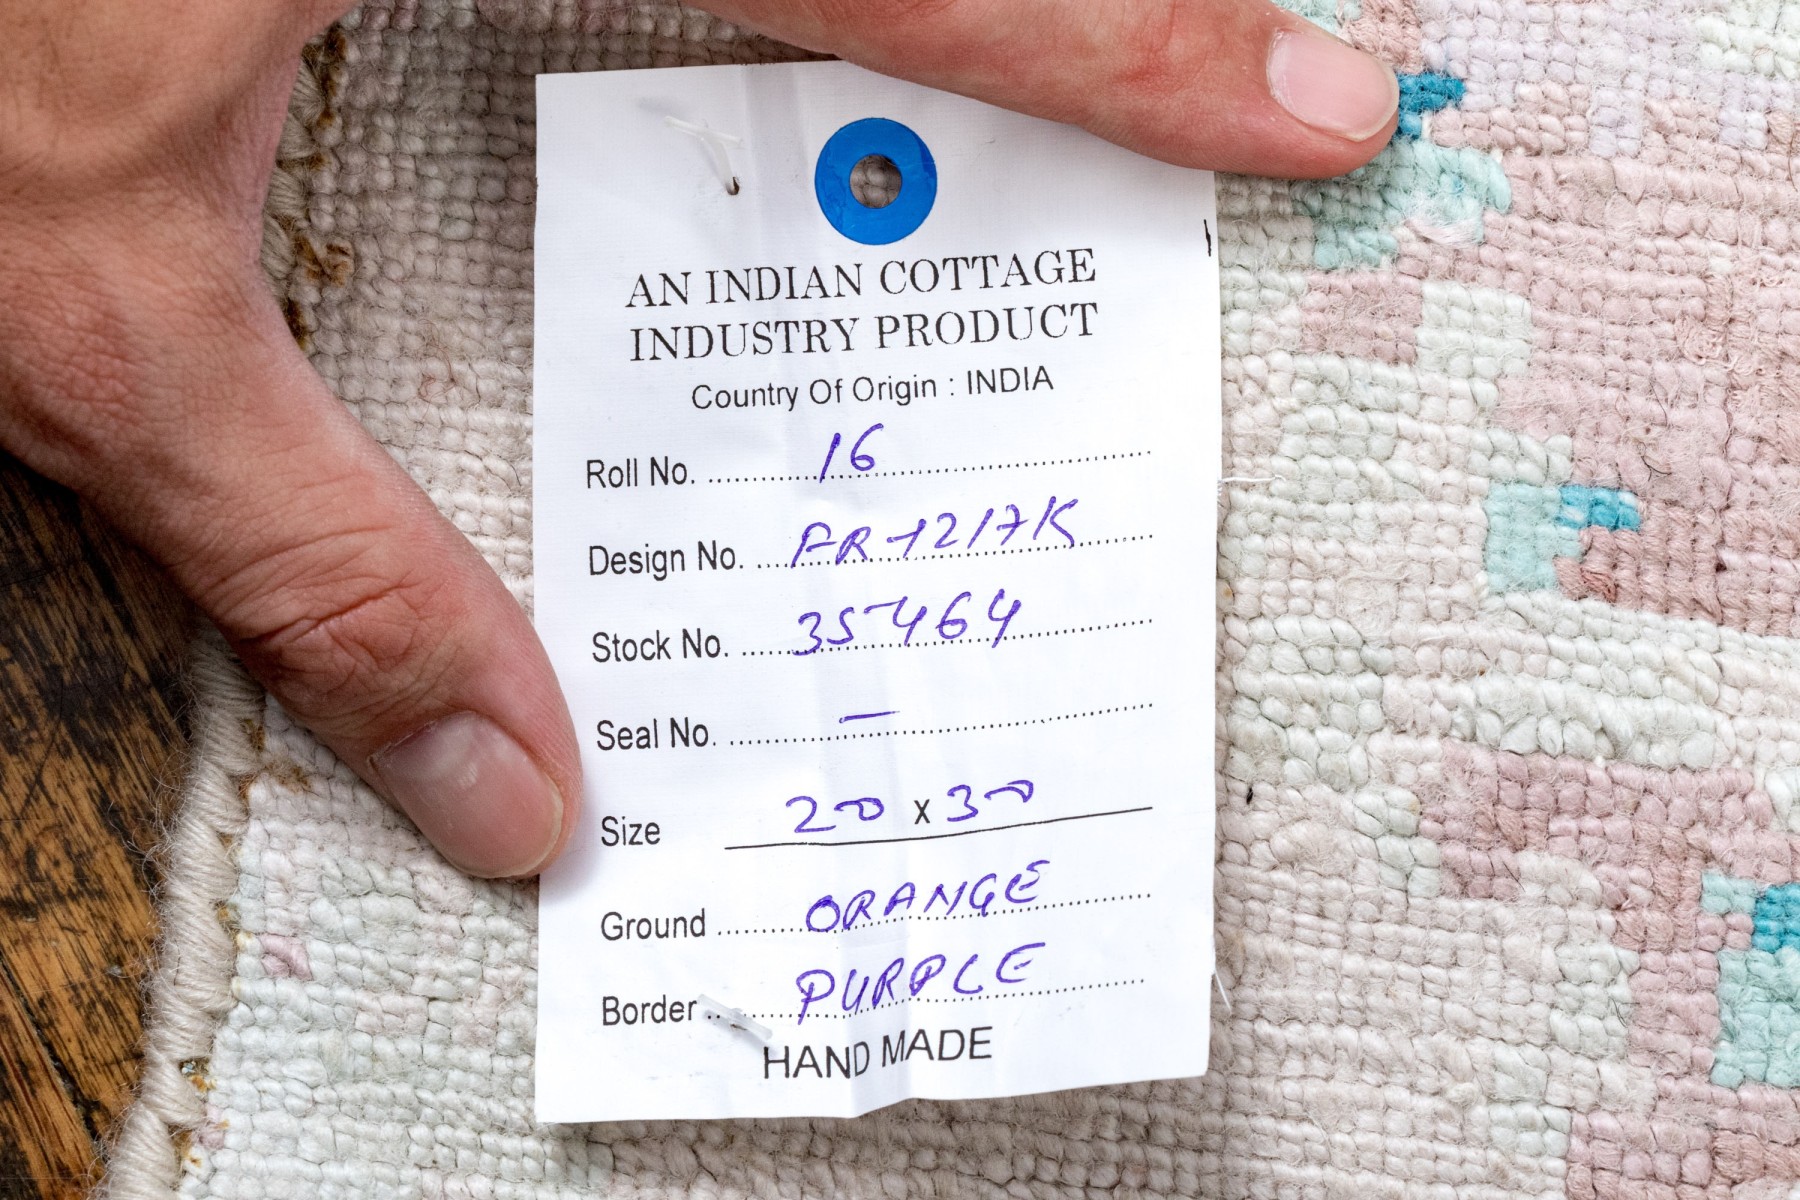 AN INDIAN COTTAGE
INDUSTRY PRODUCT
Country Of Origin : INDIA
Roll No. 16
Design No. AR-1217K
Stock No. 35464
Seal No. —
Size 20 x 30
Ground ORANGE
Border PURPLE
HAND MADE